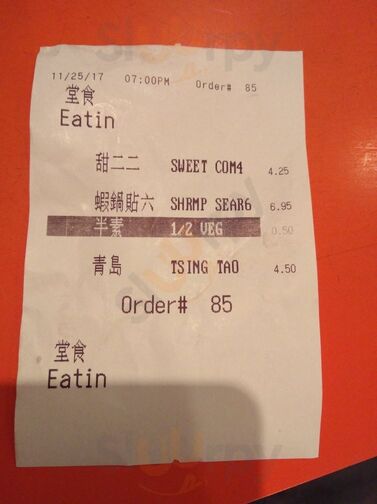 11/25/17 07:00PM Order# 85
堂食
Eatin
甜二二 SWEET COM4 4.25
蝦鍋貼六 SHRMP SEAR6 6.95
半素 1/2 VEG 0.50
青島 TSING TAO 4.50
Order# 85
堂食
Eatin
slurrpy